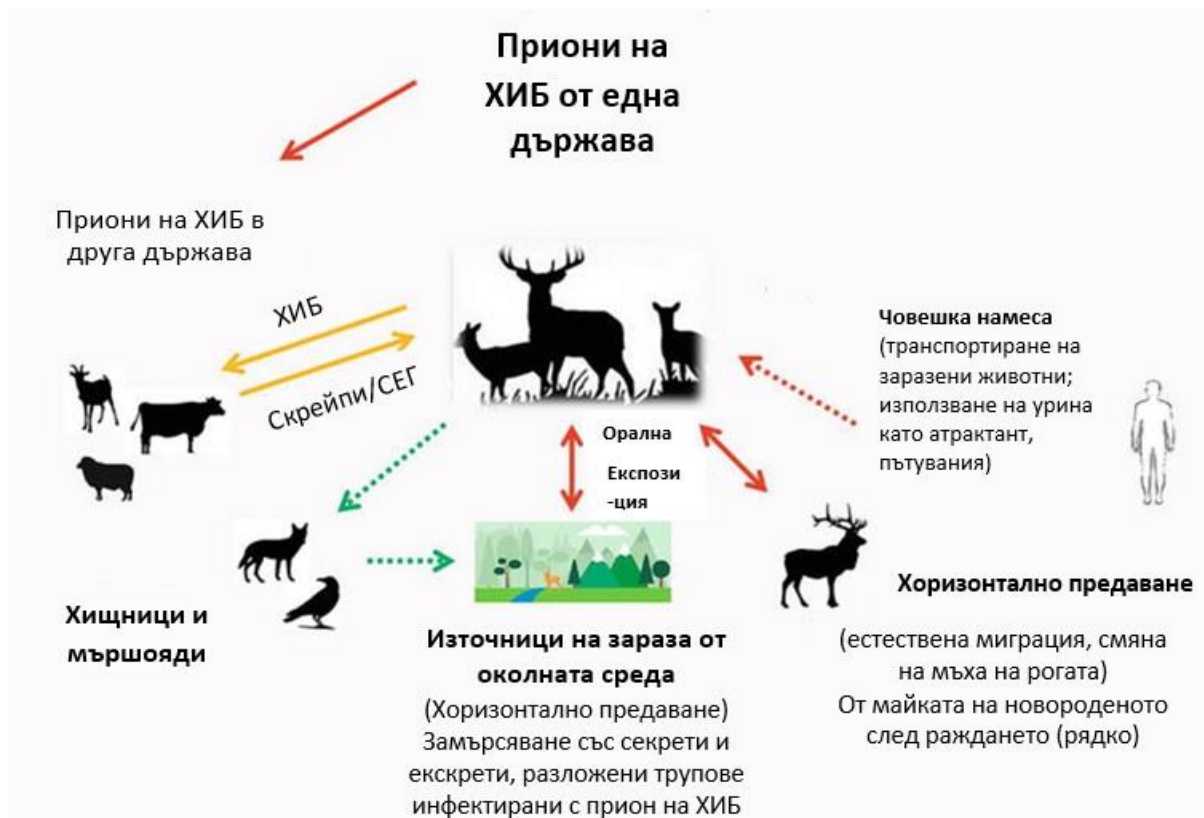 Приони на
ХИБ от една
държава
Приони на ХИБ в
друга държава
ХИБ
Скрейпи/СЕГ
Човешка намеса
(транспортиране на
заразени животни;
използване на урина
като атрактант,
пътувания)
Орална
Експози
-ция
Хищници и
мършояди
Източници на зараза от
околната среда
(Хоризонтално предаване)
Замърсяване със секрети и
екскрети, разложени трупове
инфектирани с прион на ХИБ
Хоризонтално предаване
(естествена миграция, смяна
на мъха на рогата)
От майката на новороденото
след раждането (рядко)